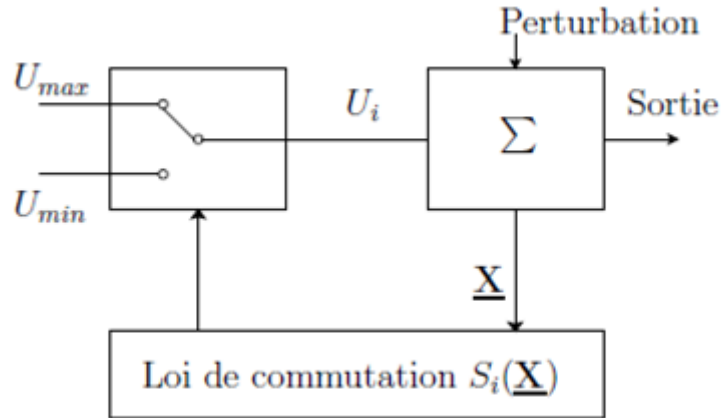 Perturbation
U_max
U_i
Sortie
∑
U_min
X
Loi de commutation S_i(X)